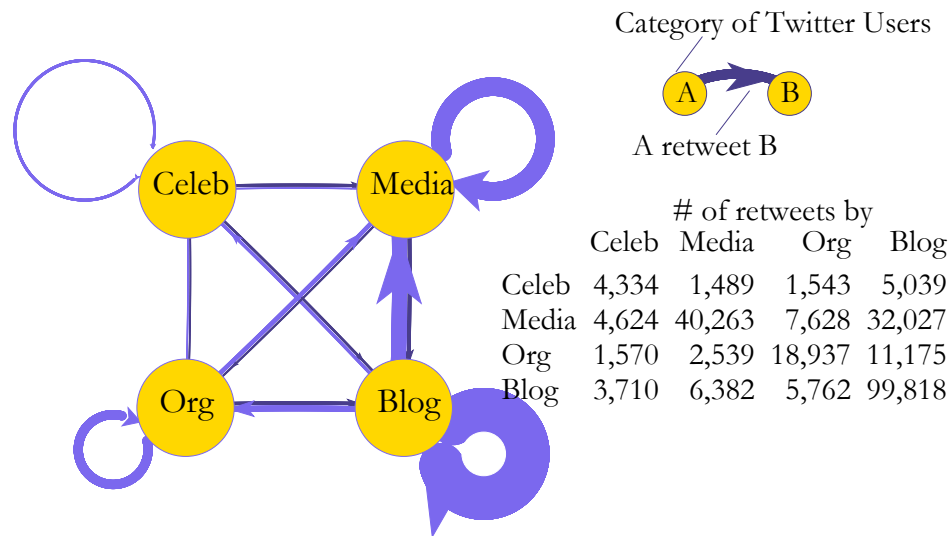 Category of Twitter Users
A B
A retweet B
Celeb Media
Org Blog
# of retweets by
Celeb Media Org Blog
Celeb 4,334 1,489 1,543 5,039
Media 4,624 40,263 7,628 32,027
Org 1,570 2,539 18,937 11,175
Blog 3,710 6,382 5,762 99,818